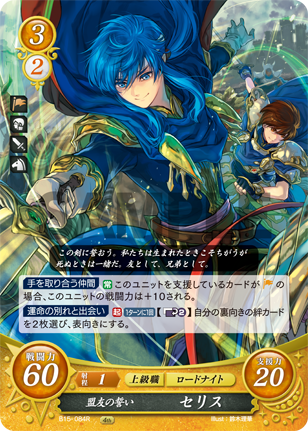 3
2
この剣に誓おう。私たちは生まれたときこそちがうが
死ぬときは一緒だ。友として、兄弟として。
手を取り合う仲間 常 このユニットを支援しているカードが
の場合、このユニットの戦闘力は+10される。
運命の別れと出会い 起 1ターンに1回 【2】自分の裏向きの絆カード
を2枚選び、表向きにする。
戦闘力
60
射程 1 上級職 ロードナイト
支援力
20
盟友の誓い セリス
B15-084R 4th Illust:鈴木理華